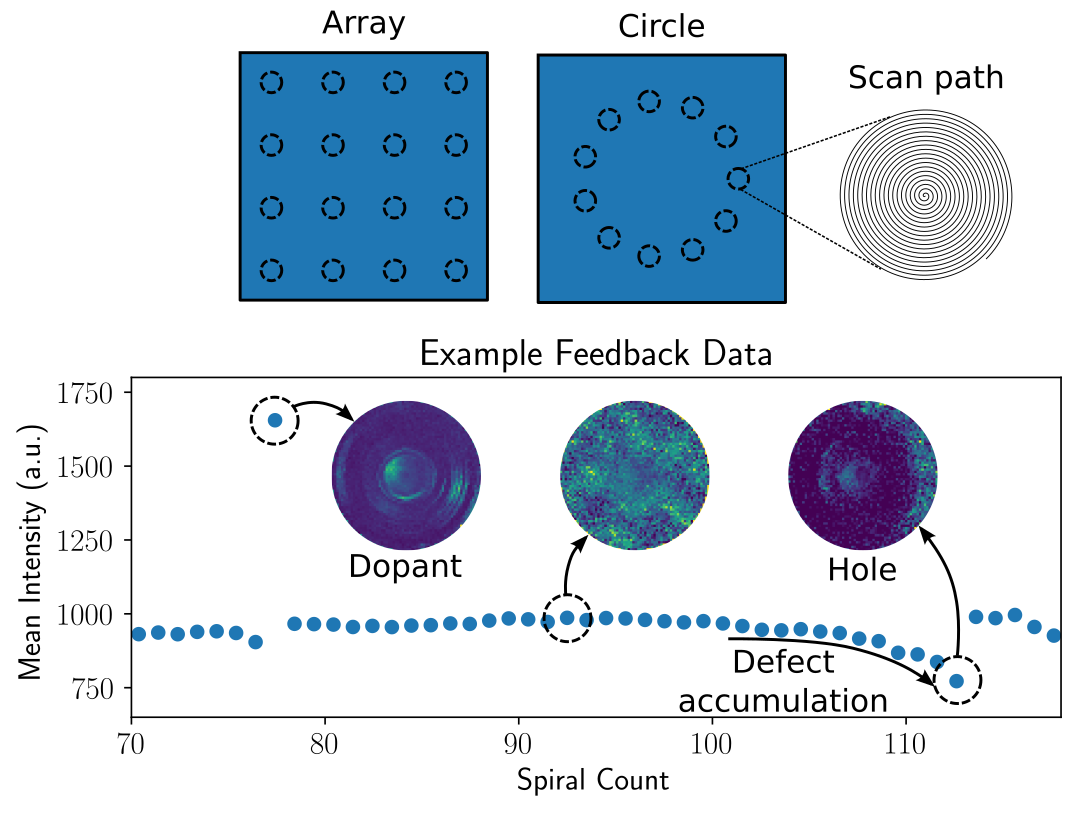 Array
Circle
Scan path
Example Feedback Data
Mean Intensity (a.u.)
1750
1500
1250
1000
750
Dopant
Hole
Defect
accumulation
70
80
90
100
110
Spiral Count